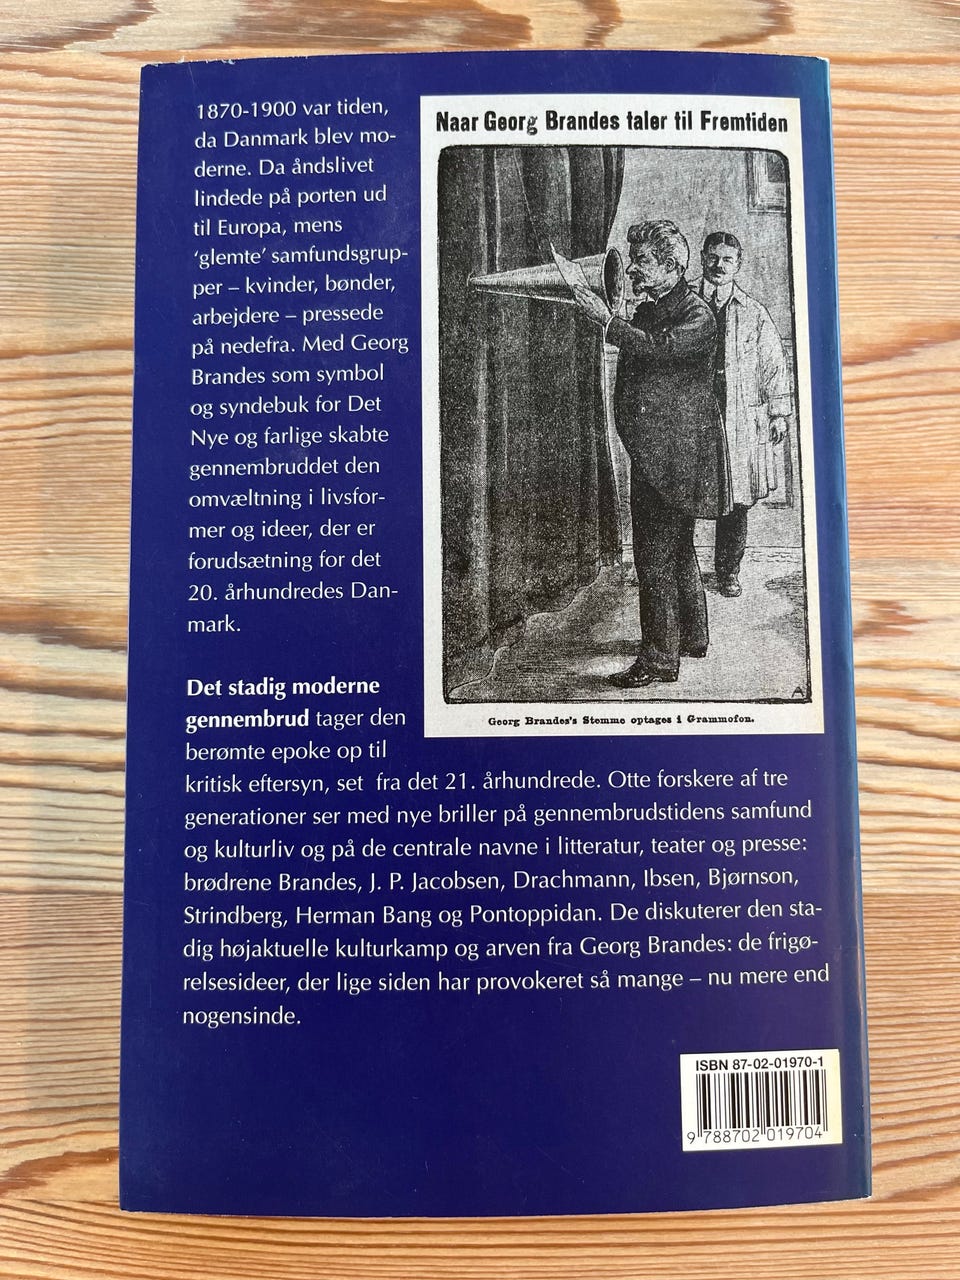 1870-1900 var tiden,
da Danmark blev mo-
derne. Da åndslivet
lindede på porten ud
til Europa, mens
‘glemte’ samfundsgrup-
per – kvinder, bønder,
arbejdere – pressede
på nedefra. Med Georg
Brandes som symbol
og syndebuk for Det
Nye og farlige skabte
gennembruddet den
omvæltning i livsfor-
mer og ideer, der er
forudsætning for det
20. århundredes Dan-
mark.
Naar Georg Brandes taler til Fremtiden
Georg Brandes's Stemme optages i Grammofon.
Det stadig moderne
gennembrud tager den
berømte epoke op til
kritisk eftersyn, set fra det 21. århundrede. Otte forskere af tre
generationer ser med nye briller på gennembrudstidens samfund
og kulturliv og på de centrale navne i litteratur, teater og presse:
brødrene Brandes, J. P. Jacobsen, Drachmann, Ibsen, Bjørnson,
Strindberg, Herman Bang og Pontoppidan. De diskuterer den sta-
dig højaktuelle kulturkamp og arven fra Georg Brandes: de frigø-
relsesideer, der lige siden har provokeret så mange – nu mere end
nogensinde.
ISBN 87-02-01970-1
9 788702 019704